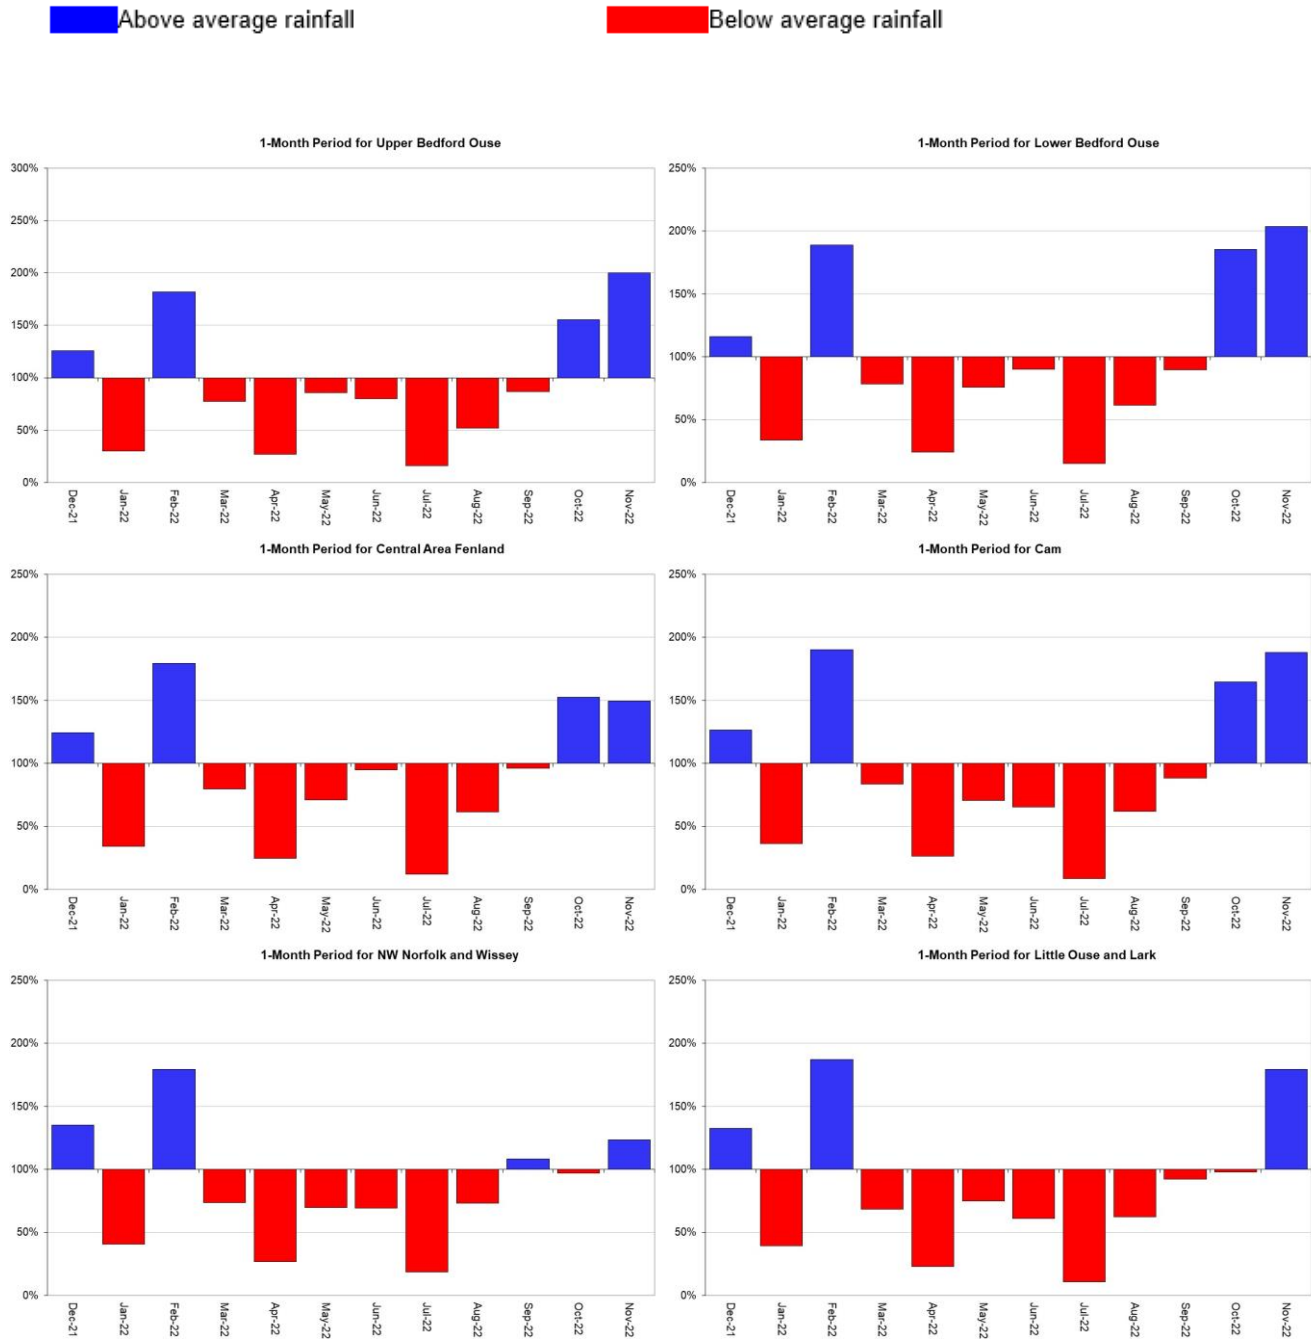 Above average rainfall
Below average rainfall
1-Month Period for Upper Bedford Ouse
300%
250%
200%
150%
100%
50%
0%
Dec-21
Jan-22
Feb-22
Mar-22
Apr-22
May-22
Jun-22
Jul-22
Aug-22
Sep-22
Oct-22
Nov-22
1-Month Period for Lower Bedford Ouse
250%
200%
150%
100%
50%
0%
Dec-21
Jan-22
Feb-22
Mar-22
Apr-22
May-22
Jun-22
Jul-22
Aug-22
Sep-22
Oct-22
Nov-22
1-Month Period for Central Area Fenland
250%
200%
150%
100%
50%
0%
Dec-21
Jan-22
Feb-22
Mar-22
Apr-22
May-22
Jun-22
Jul-22
Aug-22
Sep-22
Oct-22
Nov-22
1-Month Period for Cam
250%
200%
150%
100%
50%
0%
Dec-21
Jan-22
Feb-22
Mar-22
Apr-22
May-22
Jun-22
Jul-22
Aug-22
Sep-22
Oct-22
Nov-22
1-Month Period for NW Norfolk and Wissey
250%
200%
150%
100%
50%
0%
Dec-21
Jan-22
Feb-22
Mar-22
Apr-22
May-22
Jun-22
Jul-22
Aug-22
Sep-22
Oct-22
Nov-22
1-Month Period for Little Ouse and Lark
250%
200%
150%
100%
50%
0%
Dec-21
Jan-22
Feb-22
Mar-22
Apr-22
May-22
Jun-22
Jul-22
Aug-22
Sep-22
Oct-22
Nov-22